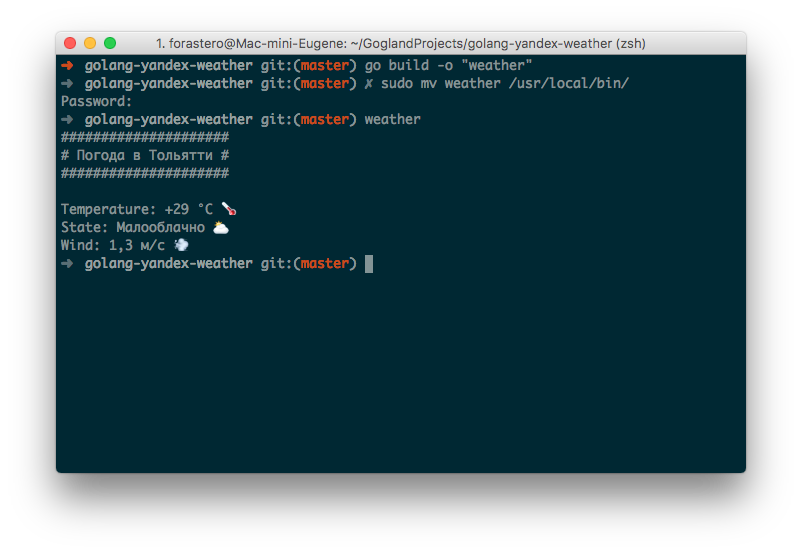 1. forastero@Mac-mini-Eugene: ~/GoglandProjects/golang-yandex-weather (zsh)
➜ golang-yandex-weather git:(master) go build -o "weather"
➜ golang-yandex-weather git:(master) ✗ sudo mv weather /usr/local/bin/
Password:
➜ golang-yandex-weather git:(master) weather
#####################
# Погода в Тольятти #
#####################
Temperature: +29 °C 🌡
State: Малооблачно 🌥
Wind: 1,3 м/с 💨
➜ golang-yandex-weather git:(master)